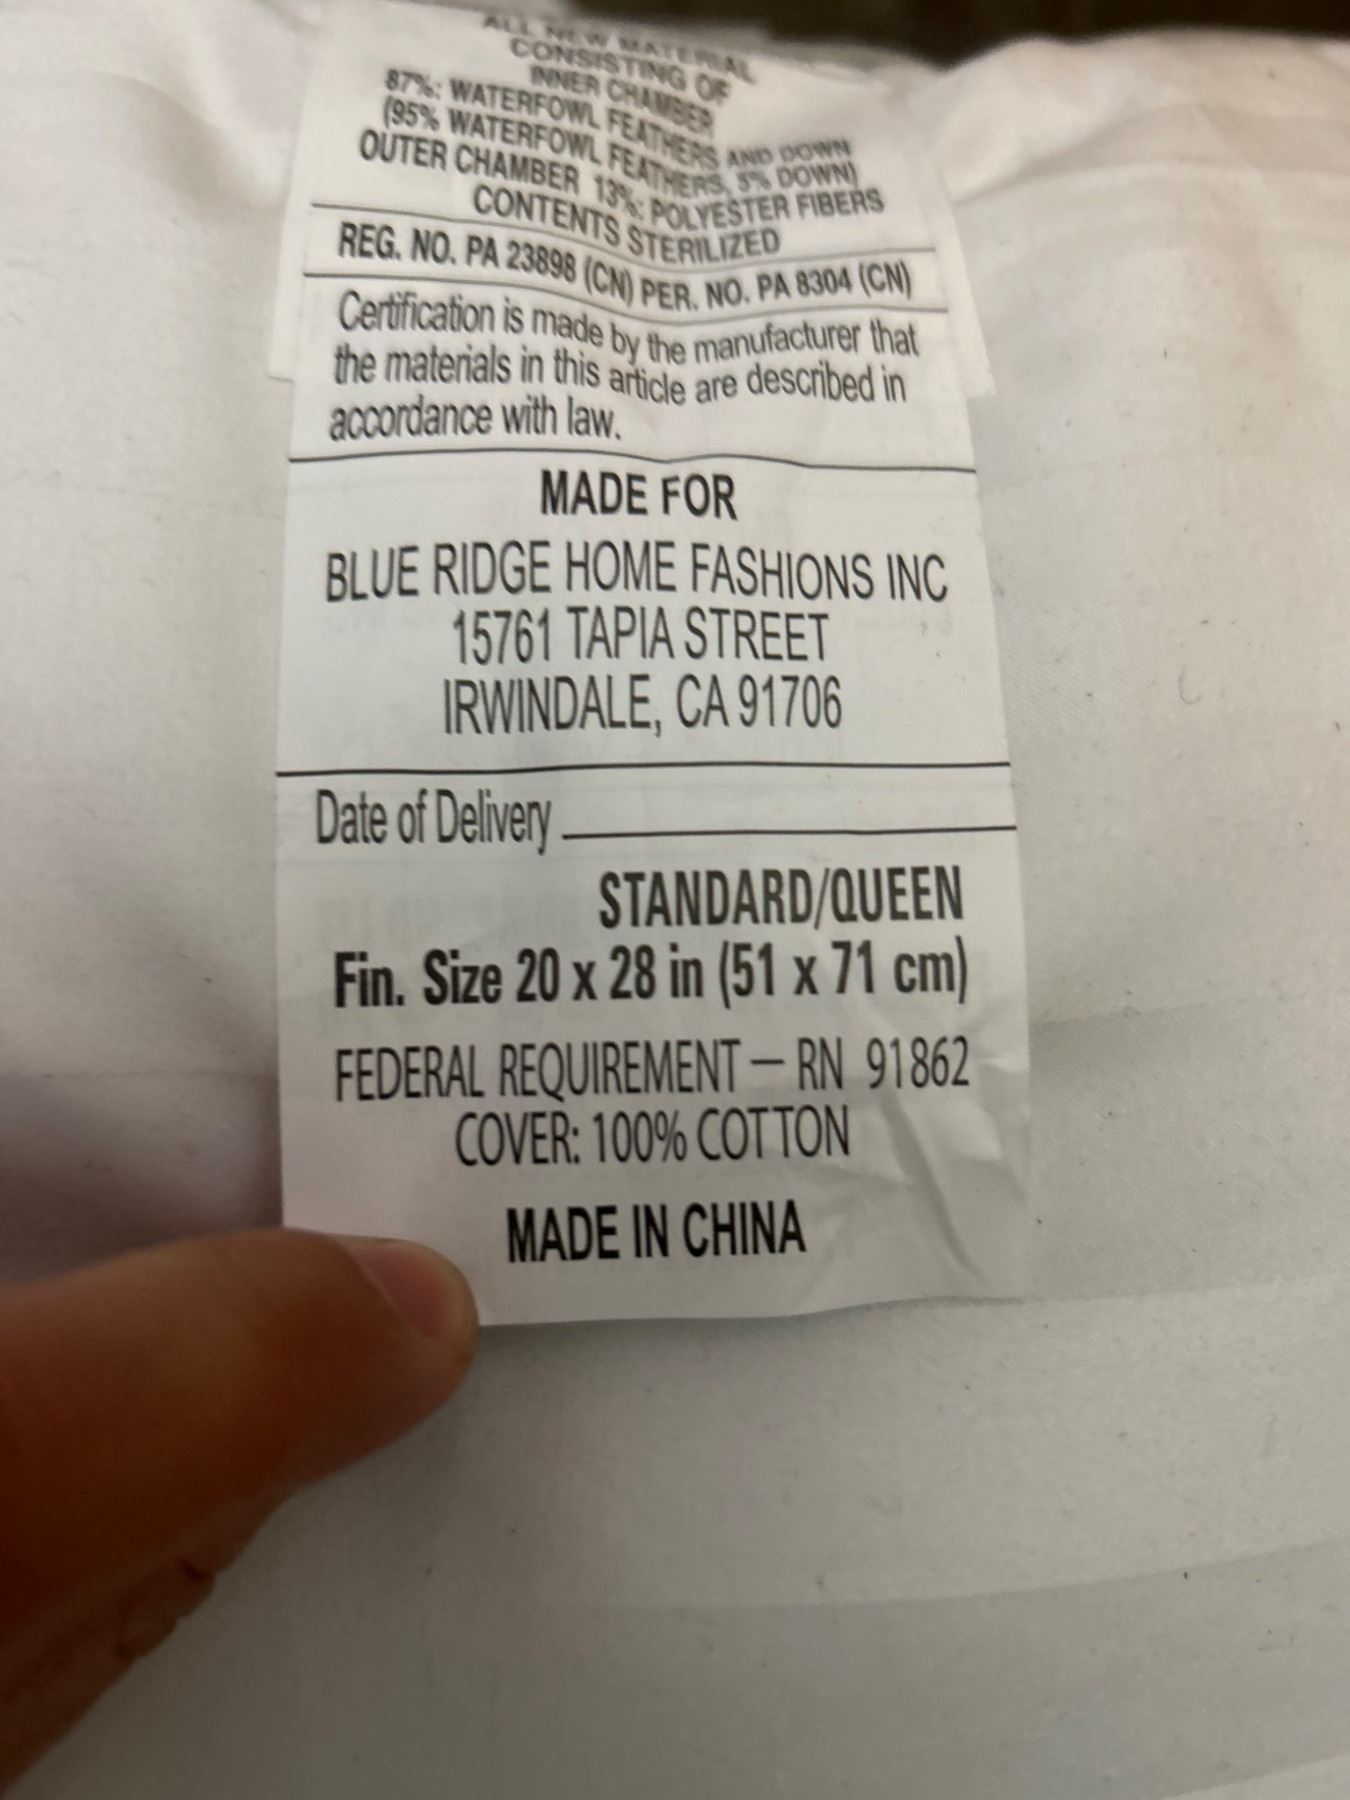 ALL NEW MATERIAL
CONSISTING OF
INNER CHAMBER
87%: WATERFOWL FEATHERS AND DOWN
(95% WATERFOWL FEATHERS, 5% DOWN)
OUTER CHAMBER 13%: POLYESTER FIBERS
CONTENTS STERILIZED
REG. NO. PA 23898 (CN) PER. NO. PA 8304 (CN)
Certification is made by the manufacturer that
the materials in this article are described in
accordance with law.
MADE FOR
BLUE RIDGE HOME FASHIONS INC
15761 TAPIA STREET
IRWINDALE, CA 91706
Date of Delivery
STANDARD/QUEEN
Fin. Size 20 x 28 in (51 x 71 cm)
FEDERAL REQUIREMENT – RN 91862
COVER: 100% COTTON
MADE IN CHINA